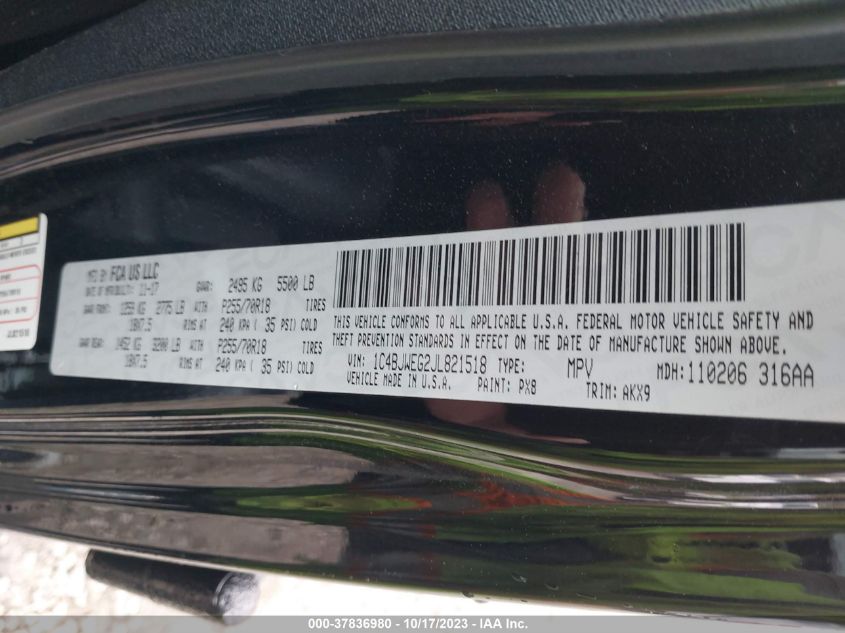 MFD BY FCA US LLC
DATE OF MFR/BUILT: 11-17 GVWR: 2495 KG 5500 LB
GAWR FRONT: 1259 KG 2775 LB WITH P255/70R18 TIRES
18X7.5 RIMS AT 240 KPA ( 35 PSI) COLD
GAWR REAR: 1452 KG 3200 LB WITH P255/70R18 TIRES
18X7.5 RIMS AT 240 KPA ( 35 PSI) COLD
THIS VEHICLE CONFORMS TO ALL APPLICABLE U.S.A. FEDERAL MOTOR VEHICLE SAFETY AND
THEFT PREVENTION STANDARDS IN EFFECT ON THE DATE OF MANUFACTURE SHOWN ABOVE.
VIN: 1C4BJWEG2JL821518 TYPE: MPV MDH: 110206 316AA
VEHICLE MADE IN U.S.A. PAINT: PX8 TRIM: AKX9
000-37836980 - 10/17/2023 - IAA Inc.